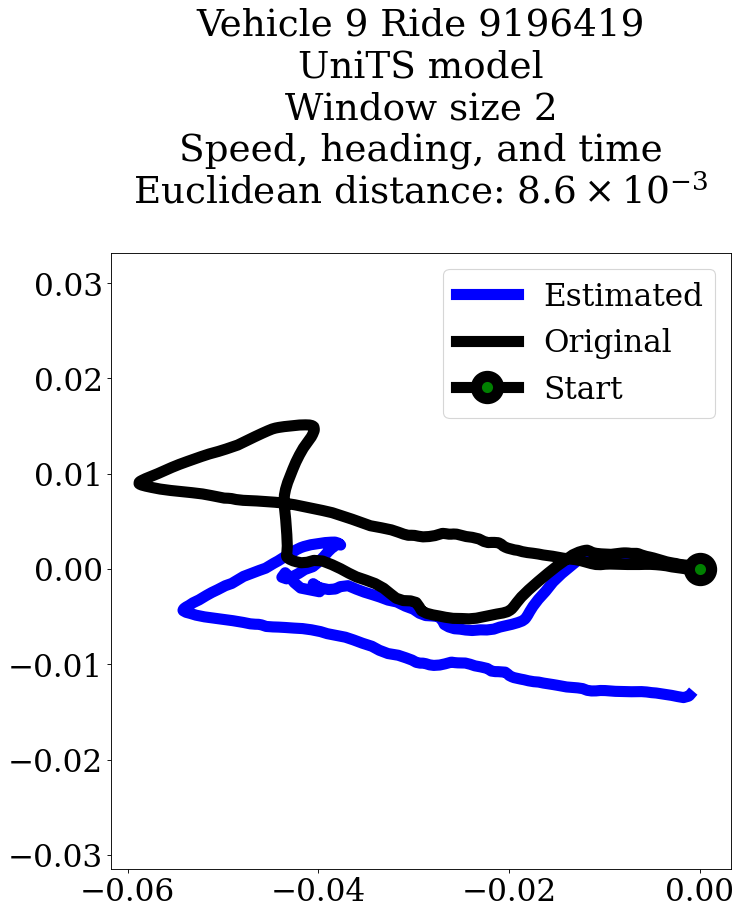 Vehicle 9 Ride 9196419
UniTS model
Window size 2
Speed, heading, and time
Euclidean distance: $8.6 \times 10^{-3}$
Estimated
Original
Start
0.03
0.02
0.01
0.00
−0.01
−0.02
−0.03
−0.06
−0.04
−0.02
0.00